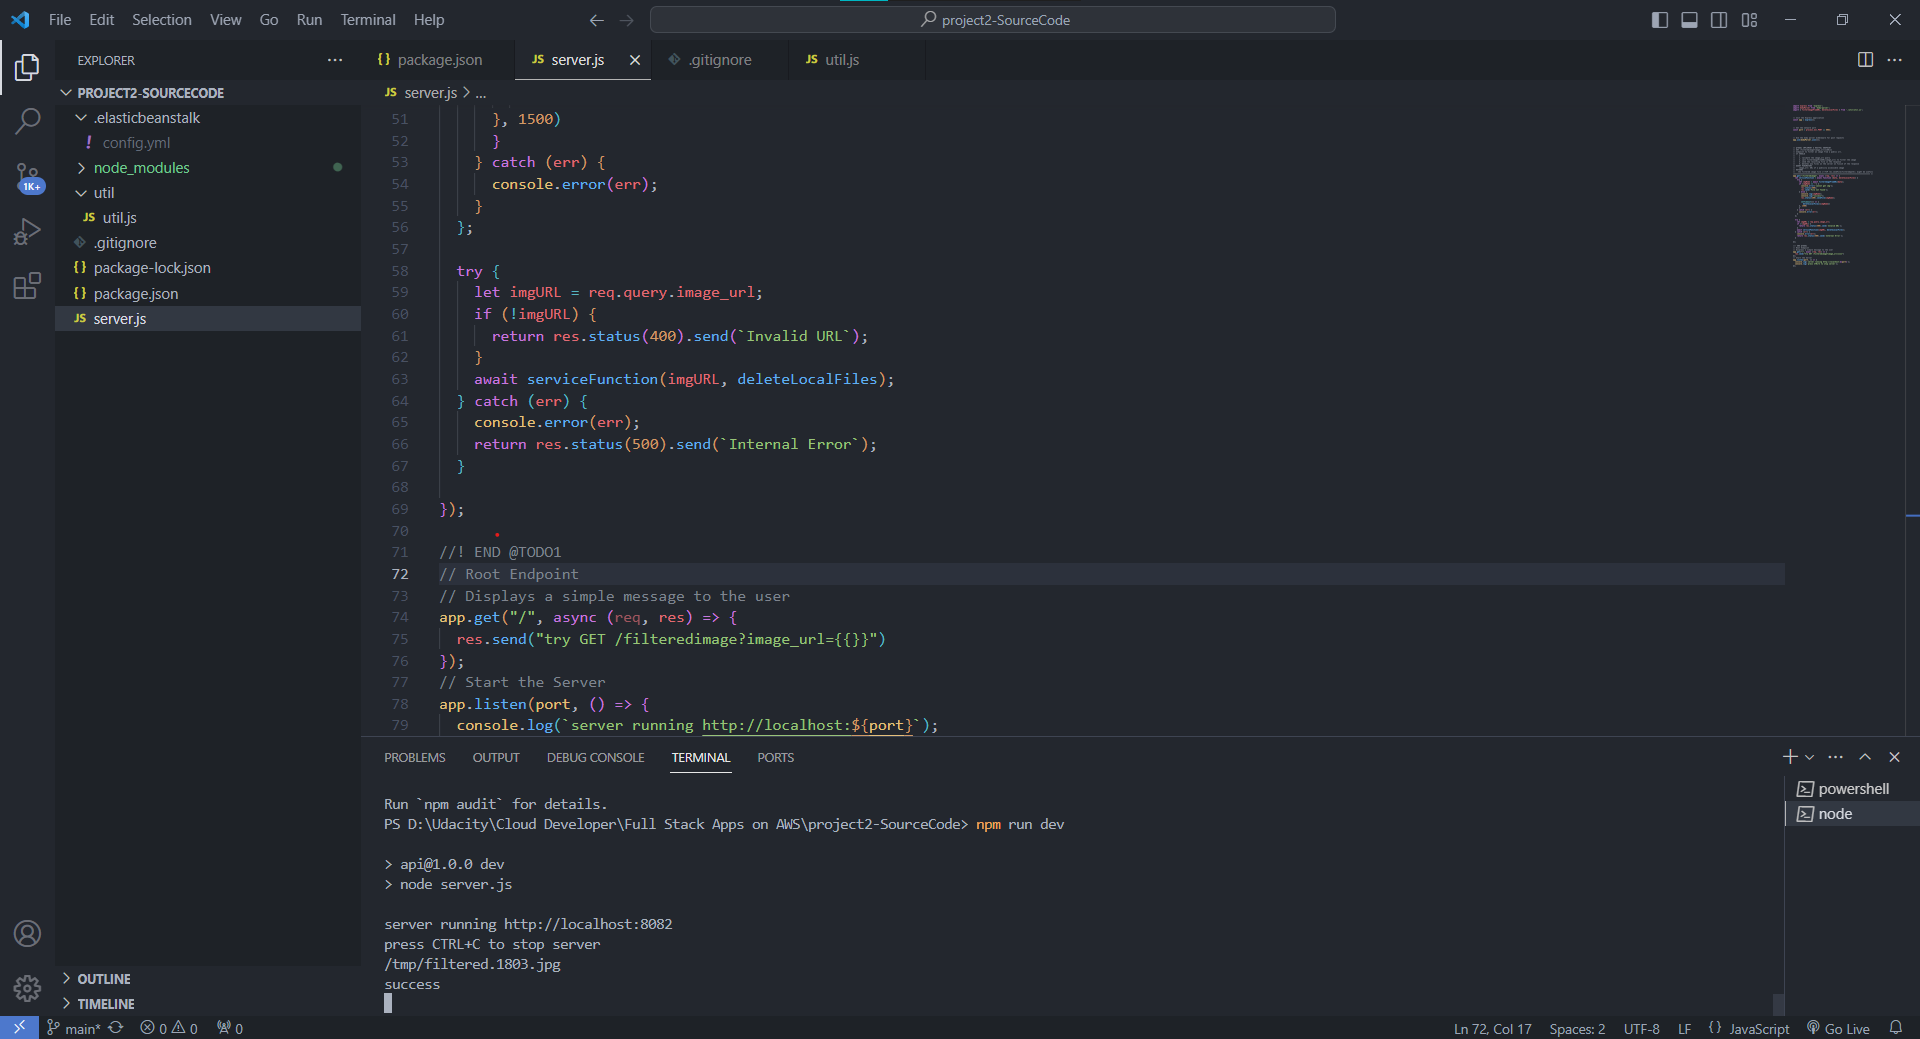 File Edit Selection View Go Run Terminal Help
project2-SourceCode
EXPLORER
PROJECT2-SOURCECODE
.elasticbeanstalk
! config.yml
node_modules
util
JS util.js
.gitignore
{} package-lock.json
{} package.json
JS server.js
1K+
OUTLINE
TIMELINE
{} package.json
JS server.js
.gitignore
JS util.js
JS server.js > ...
51 }, 1500)
52 }
53 } catch (err) {
54 console.error(err);
55 }
56 };
57
58 try {
59 let imgURL = req.query.image_url;
60 if (!imgURL) {
61 return res.status(400).send(`Invalid URL`);
62 }
63 await serviceFunction(imgURL, deleteLocalFiles);
64 } catch (err) {
65 console.error(err);
66 return res.status(500).send(`Internal Error`);
67 }
68
69 });
70
71 //! END @TODO1
72 // Root Endpoint
73 // Displays a simple message to the user
74 app.get("/", async (req, res) => {
75 res.send("try GET /filteredimage?image_url={{}}")
76 });
77 // Start the Server
78 app.listen(port, () => {
79 console.log(`server running http://localhost:${port}`);
PROBLEMS OUTPUT DEBUG CONSOLE TERMINAL PORTS
Run `npm audit` for details.
PS D:\Udacity\Cloud Developer\Full Stack Apps on AWS\project2-SourceCode> npm run dev
> api@1.0.0 dev
> node server.js
server running http://localhost:8082
press CTRL+C to stop server
/tmp/filtered.1803.jpg
success
powershell
node
main* 0 0 0
Ln 72, Col 17 Spaces: 2 UTF-8 LF {} JavaScript Go Live